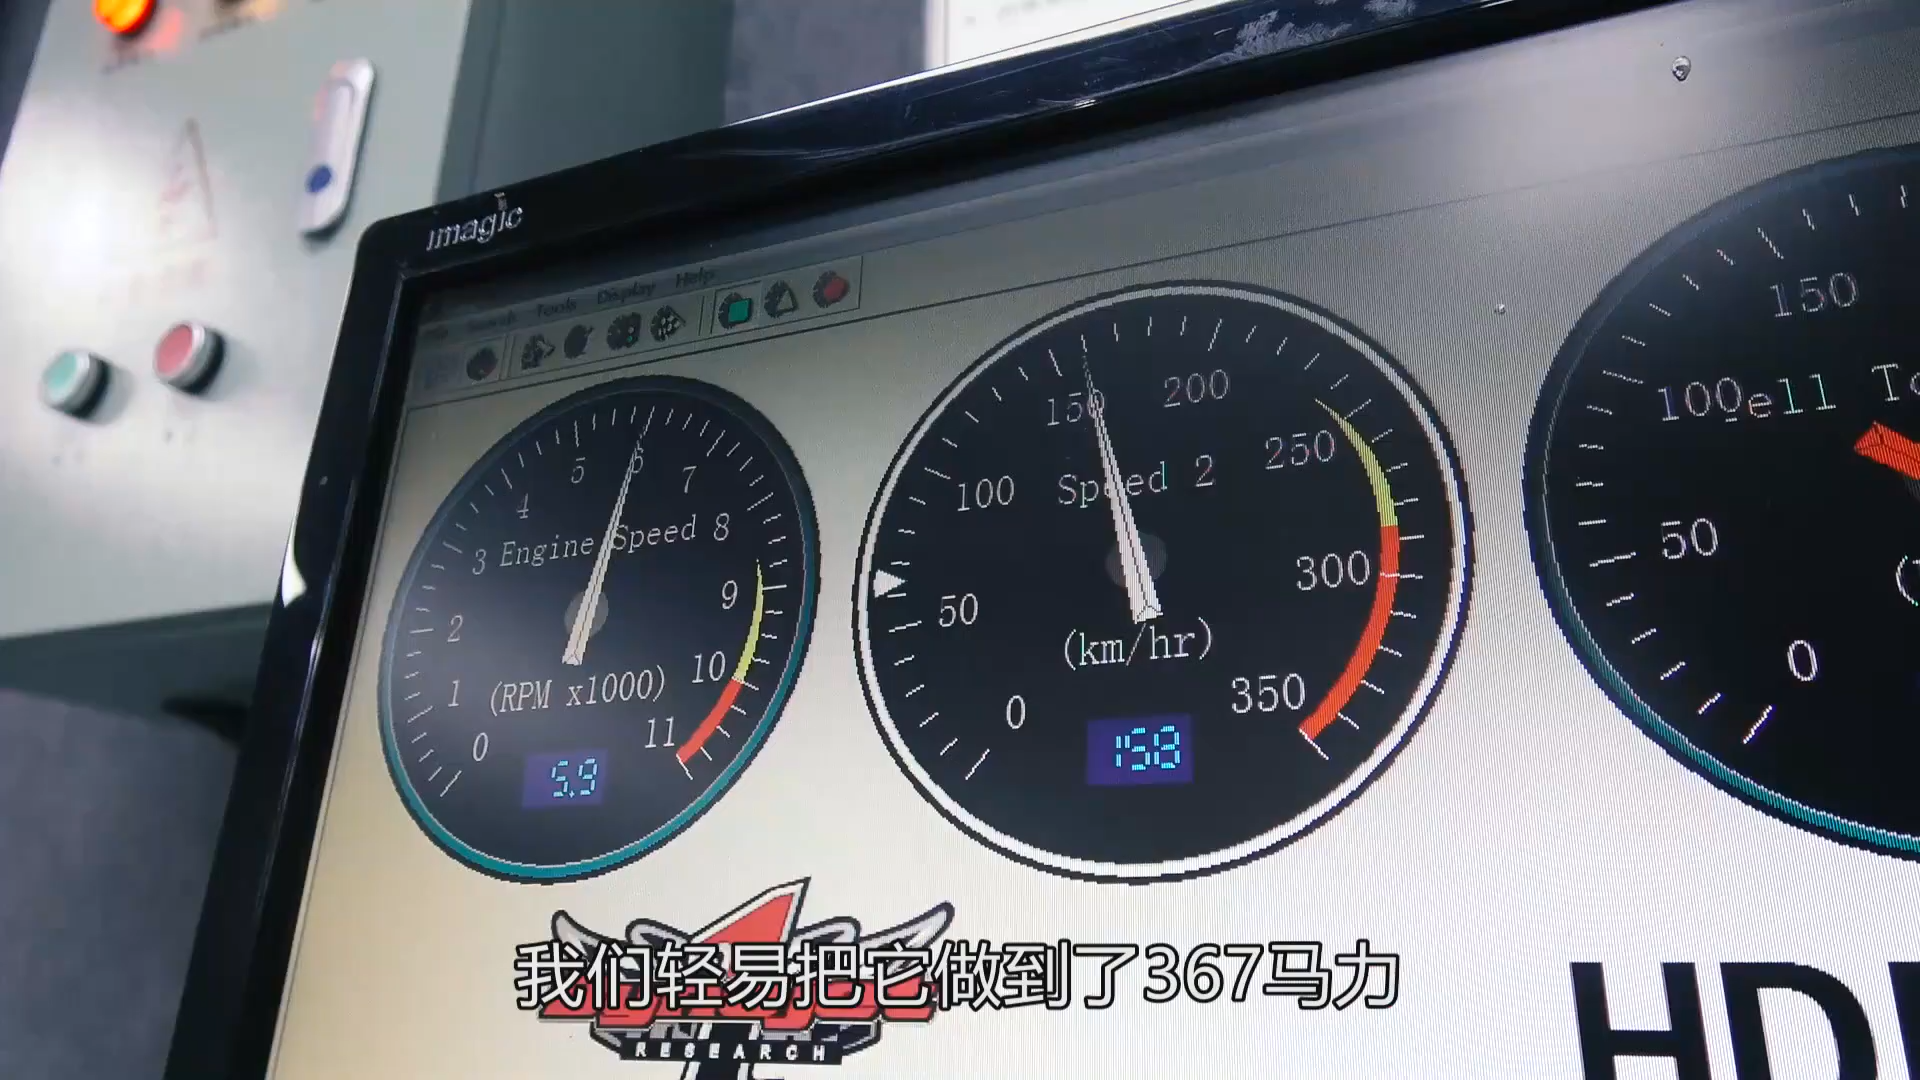 imagic
Tools Display Help
5 6 7
4
3 Engine Speed 8
9
2
1 (RPM x1000) 10
0 11
5.9
150 200
100 Speed 2 250
50 300
(km/hr)
0 350
158
150
100
50
0
我们轻易把它做到了367马力
RESEARCH